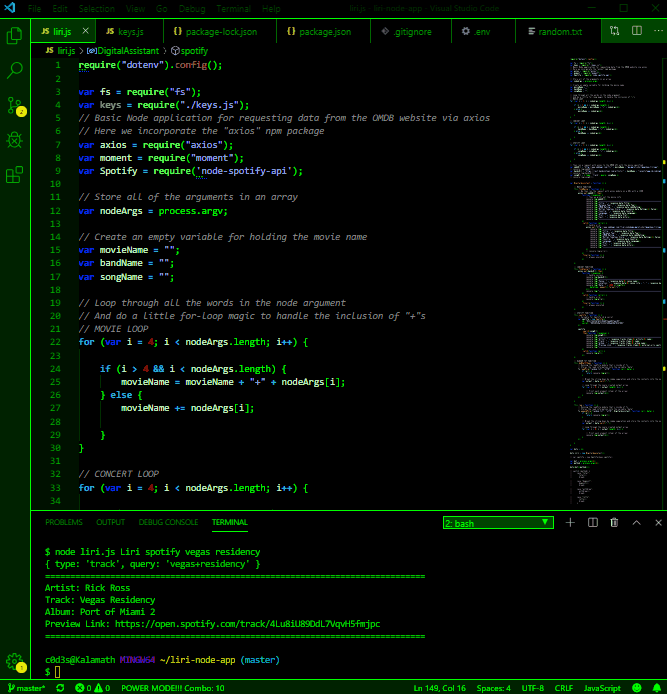 File Edit Selection View Go Debug Terminal Help liri.js - liri-node-app - Visual Studio Code
liri.js keys.js package-lock.json package.json .gitignore .env random.txt
liri.js > DigitalAssistant > spotify
1 require("dotenv").config();
2
3 var fs = require("fs");
4 var keys = require("./keys.js");
5 // Basic Node application for requesting data from the OMDB website via axios
6 // Here we incorporate the "axios" npm package
7 var axios = require("axios");
8 var moment = require("moment");
9 var Spotify = require('node-spotify-api');
10
11 // Store all of the arguments in an array
12 var nodeArgs = process.argv;
13
14 // Create an empty variable for holding the movie name
15 var movieName = "";
16 var bandName = "";
17 var songName = "";
18
19 // Loop through all the words in the node argument
20 // And do a little for-loop magic to handle the inclusion of "+"s
21 // MOVIE LOOP
22 for (var i = 4; i < nodeArgs.length; i++) {
23
24 if (i > 4 && i < nodeArgs.length) {
25 movieName = movieName + "+" + nodeArgs[i];
26 } else {
27 movieName += nodeArgs[i];
28
29 }
30 }
31
32 // CONCERT LOOP
33 for (var i = 4; i < nodeArgs.length; i++) {
34
PROBLEMS OUTPUT DEBUG CONSOLE TERMINAL 2: bash
$ node liri.js Liri spotify vegas residency
{ type: 'track', query: 'vegas+residency' }
======================================================================
Artist: Rick Ross
Track: Vegas Residency
Album: Port of Miami 2
Preview Link: https://open.spotify.com/track/4Lu8iU89DdL7VqvH5fmjpc
======================================================================
c0d3s@Kalamath MINGW64 ~/liri-node-app (master)
$
master* 0 0 POWER MODE!!! Combo: 10 Ln 149, Col 16 Spaces: 4 UTF-8 CRLF JavaScript